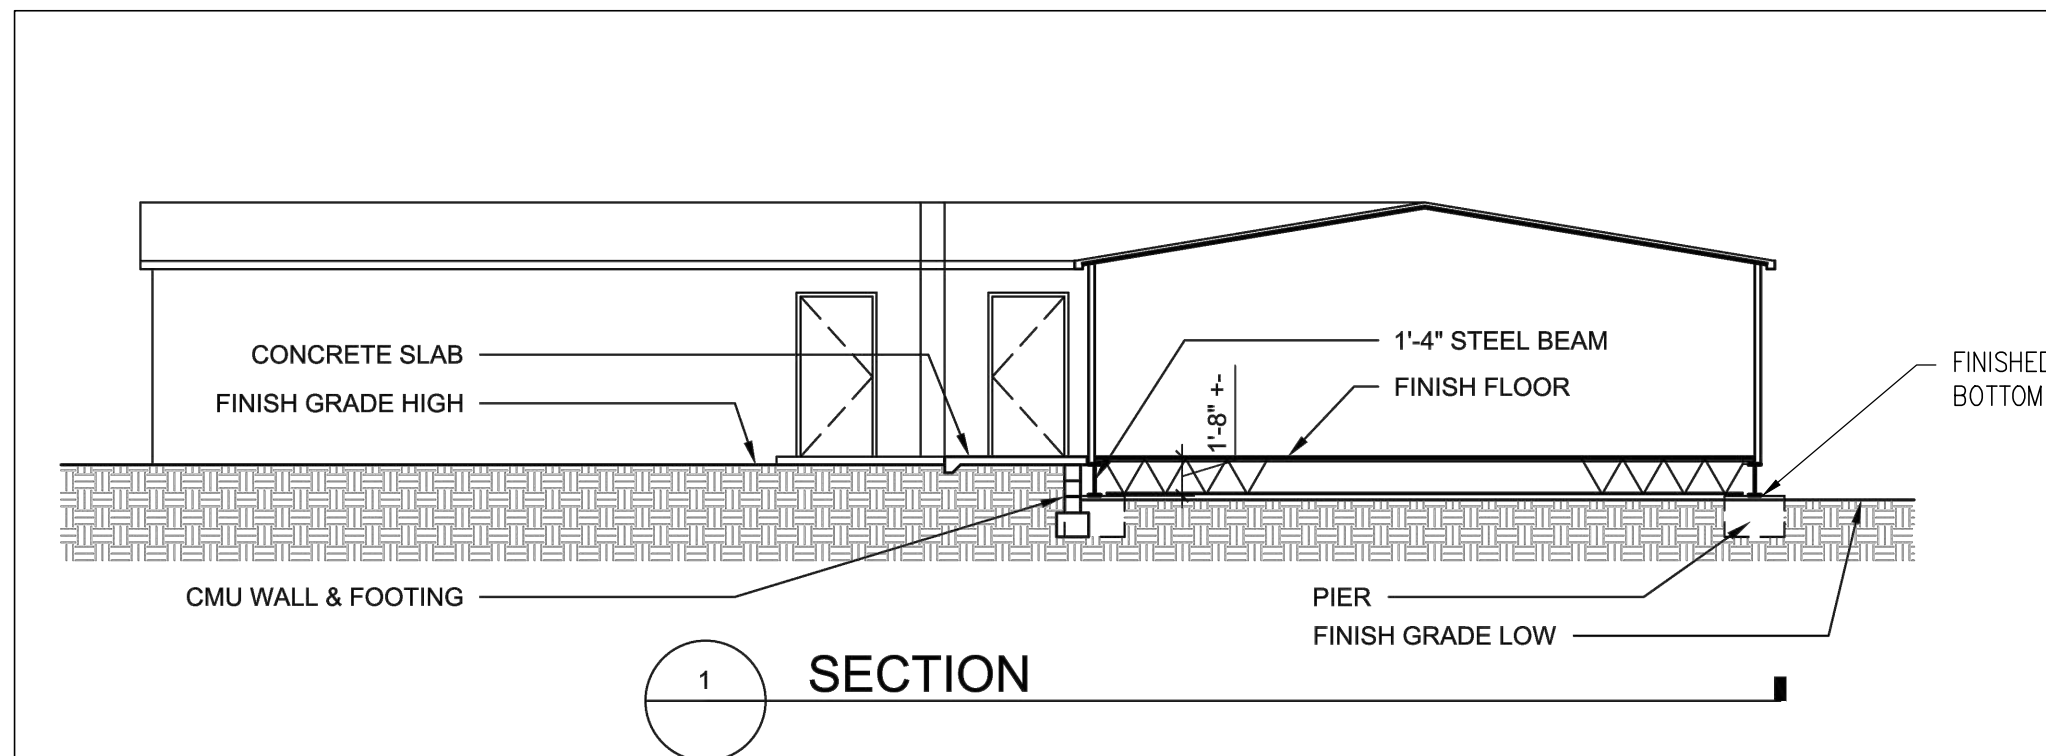 CONCRETE SLAB
FINISH GRADE HIGH
1'-4" STEEL BEAM
FINISH FLOOR
1'-8" +-
FINISHED
BOTTOM
CMU WALL & FOOTING
PIER
FINISH GRADE LOW
1
SECTION